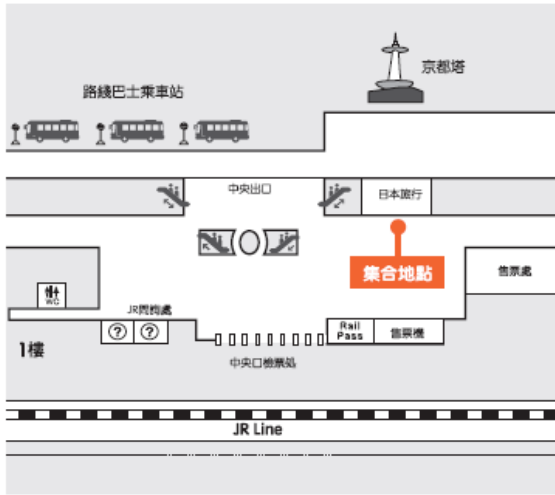 京都塔
路綫巴士乘車站
中央出口
日本旅行
集合地點
售票處
WC
JR問詢處
? ?
Rail Pass
售票機
1樓
中央口檢票処
JR Line